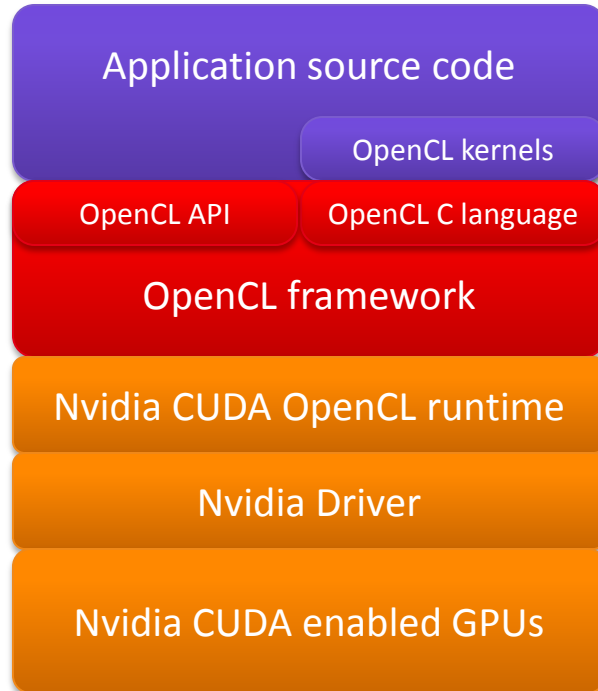 Application source code
OpenCL kernels
OpenCL API
OpenCL C language
OpenCL framework
Nvidia CUDA OpenCL runtime
Nvidia Driver
Nvidia CUDA enabled GPUs